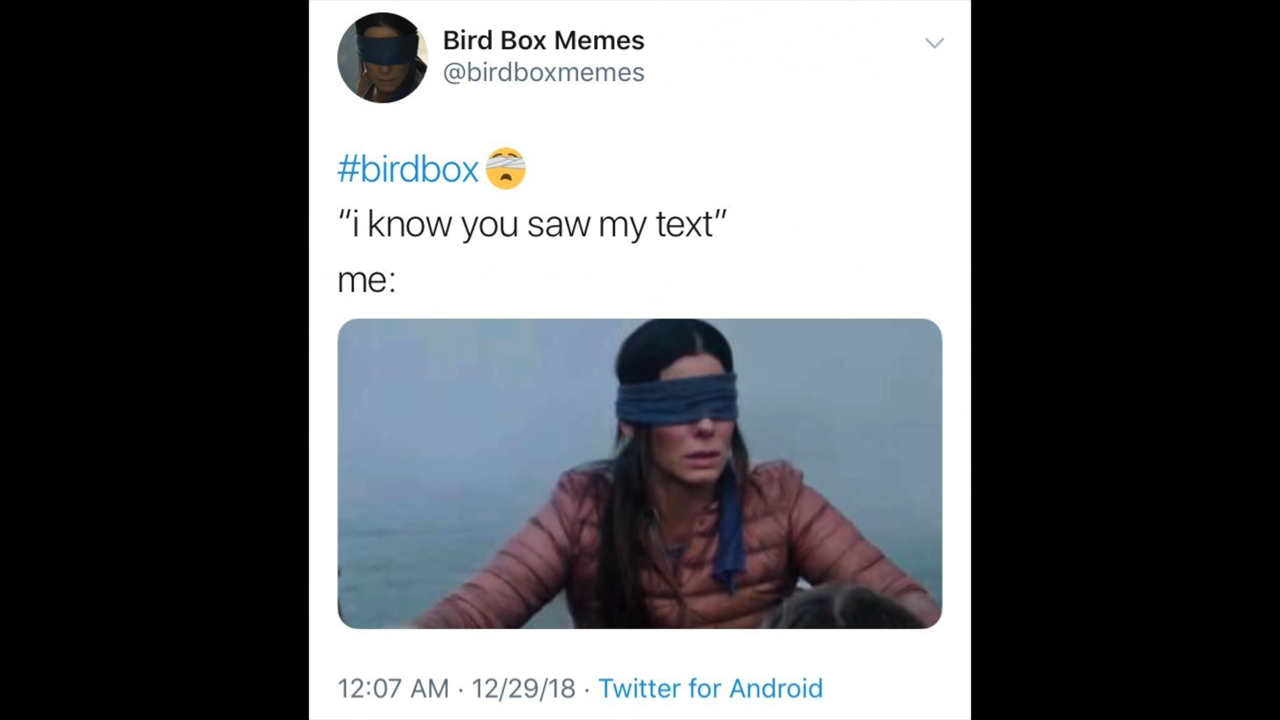 Bird Box Memes
@birdboxmemes
#birdbox
“i know you saw my text”
me:
12:07 AM · 12/29/18 · Twitter for Android